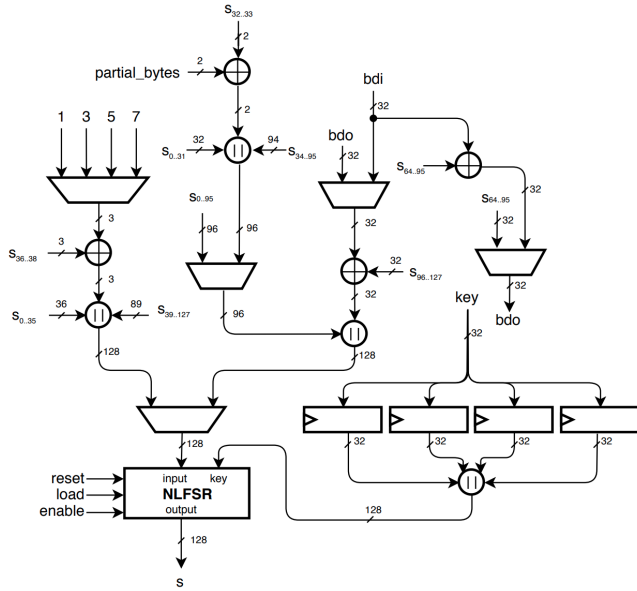 s32..33
2
partial_bytes
2
bdi
32
1 3 5 7
2
bdo
32
s0..31
32
||
94
s34..95
s64..95
32
s0..95
96
96
32
s64..95
32
3
s36..38
3
32
s96..127
32
3
32
32
bdo
key
32
s0..35
36
||
89
s39..127
96
||
128
128
128
32
32
32
32
reset
load
enable
input key
NLFSR
output
||
128
128
s